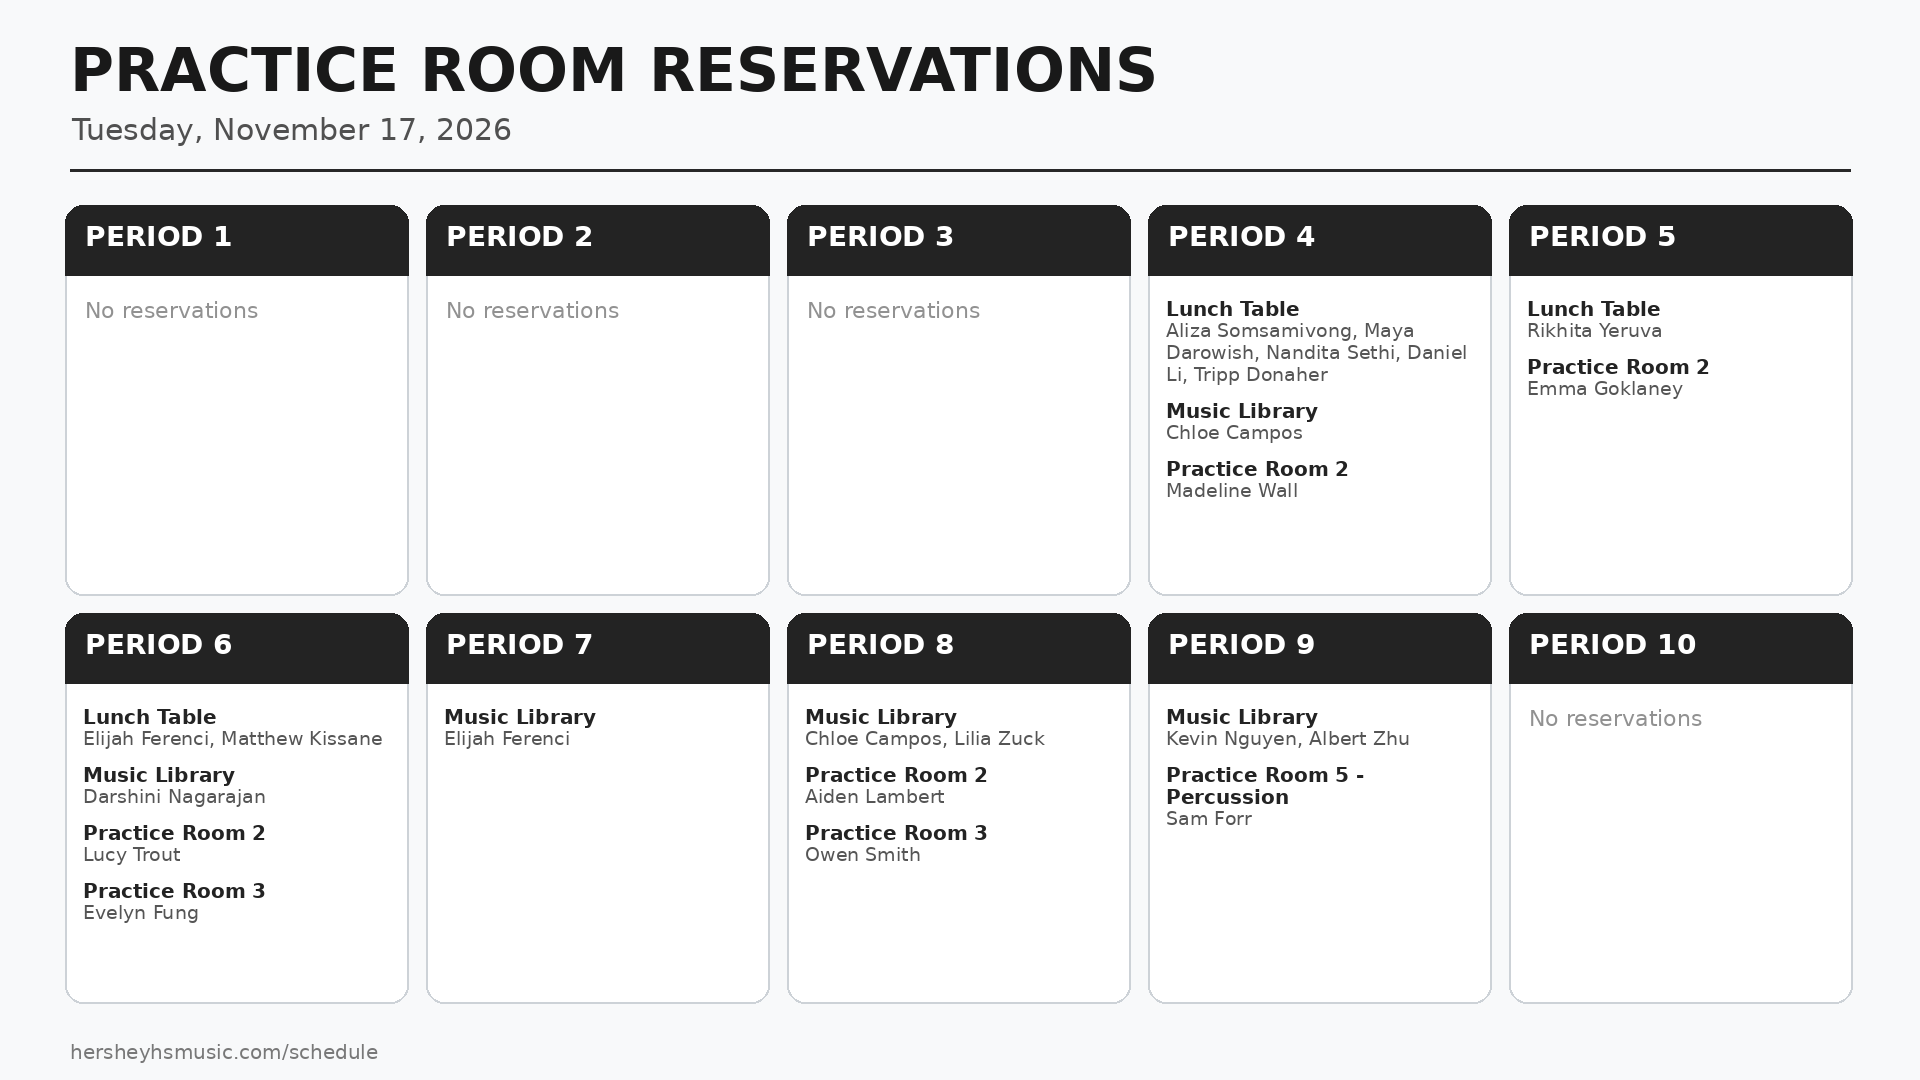 PRACTICE ROOM RESERVATIONS
Tuesday, November 17, 2026
PERIOD 1
No reservations
PERIOD 2
No reservations
PERIOD 3
No reservations
PERIOD 4
Lunch Table
Aliza Somsamivong, Maya
Darowish, Nandita Sethi, Daniel
Li, Tripp Donaher
Music Library
Chloe Campos
Practice Room 2
Madeline Wall
PERIOD 5
Lunch Table
Rikhita Yeruva
Practice Room 2
Emma Goklaney
PERIOD 6
Lunch Table
Elijah Ferenci, Matthew Kissane
Music Library
Darshini Nagarajan
Practice Room 2
Lucy Trout
Practice Room 3
Evelyn Fung
PERIOD 7
Music Library
Elijah Ferenci
PERIOD 8
Music Library
Chloe Campos, Lilia Zuck
Practice Room 2
Aiden Lambert
Practice Room 3
Owen Smith
PERIOD 9
Music Library
Kevin Nguyen, Albert Zhu
Practice Room 5 -
Percussion
Sam Forr
PERIOD 10
No reservations
hersheyhsmusic.com/schedule